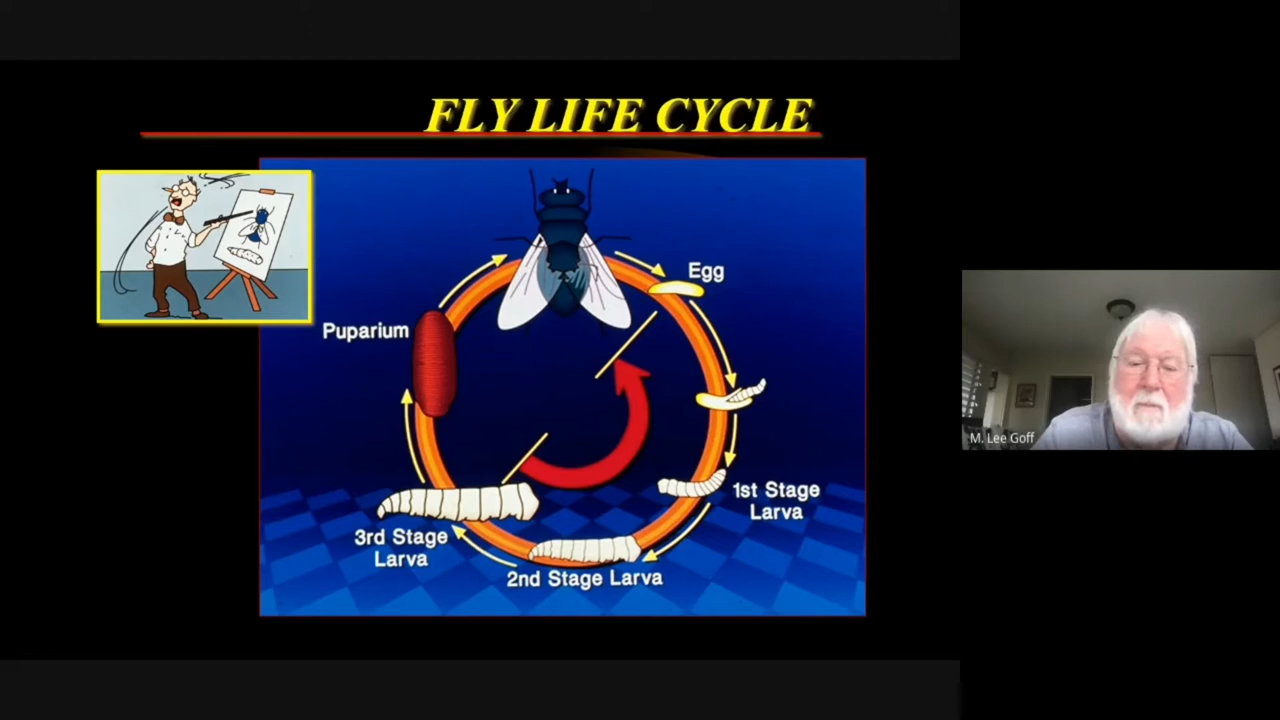 FLY LIFE CYCLE
Egg
Puparium
1st Stage
Larva
3rd Stage
Larva
2nd Stage Larva
M. Lee Goff